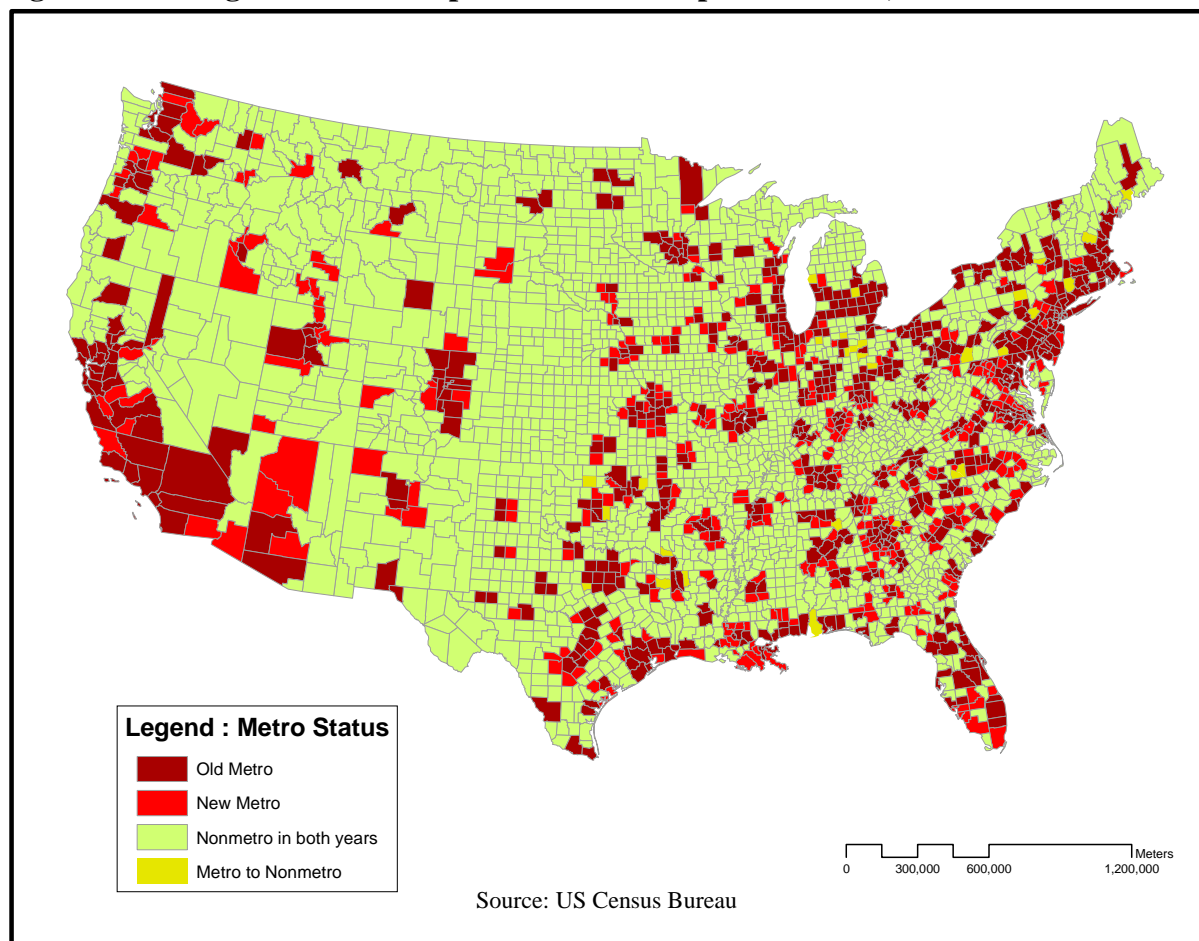 Legend : Metro Status
Old Metro
New Metro
Nonmetro in both years
Metro to Nonmetro
Meters
0 300,000 600,000 1,200,000
Source: US Census Bureau